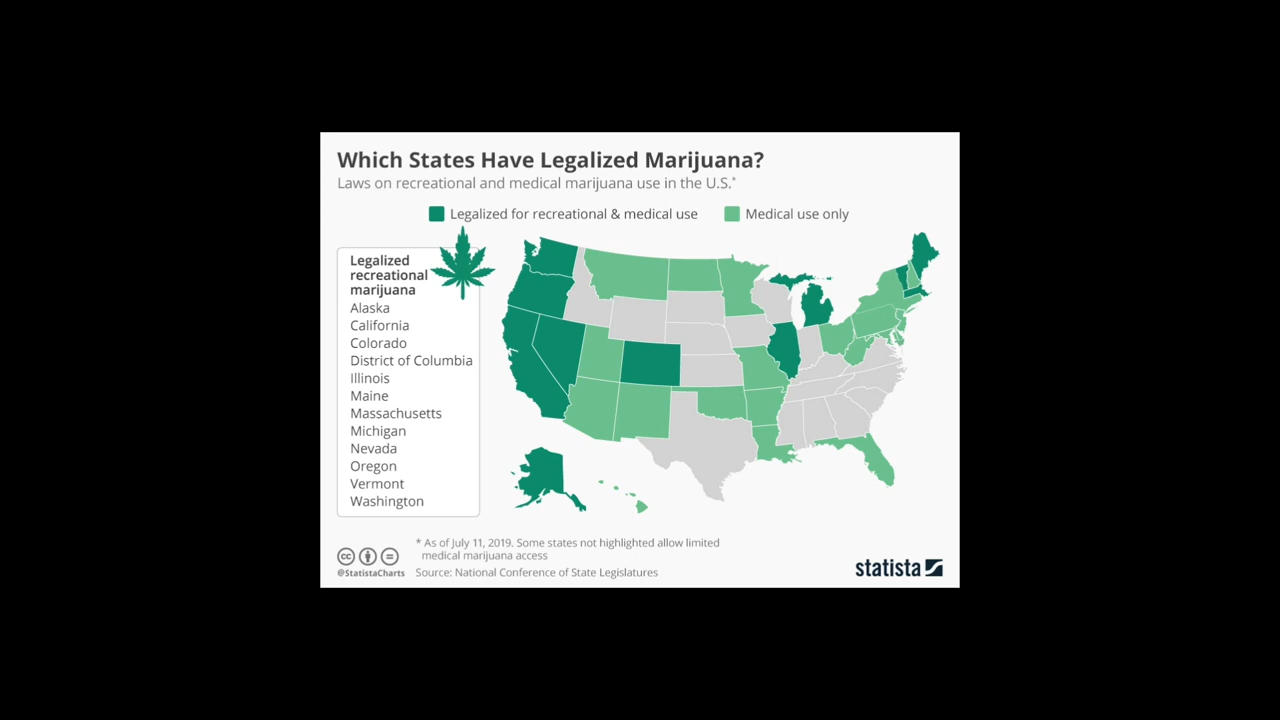 Which States Have Legalized Marijuana?
Laws on recreational and medical marijuana use in the U.S.*
Legalized for recreational & medical use
Medical use only
Legalized
recreational
marijuana
Alaska
California
Colorado
District of Columbia
Illinois
Maine
Massachusetts
Michigan
Nevada
Oregon
Vermont
Washington
* As of July 11, 2019. Some states not highlighted allow limited
medical marijuana access
Source: National Conference of State Legislatures
cc
@StatistaCharts
statista